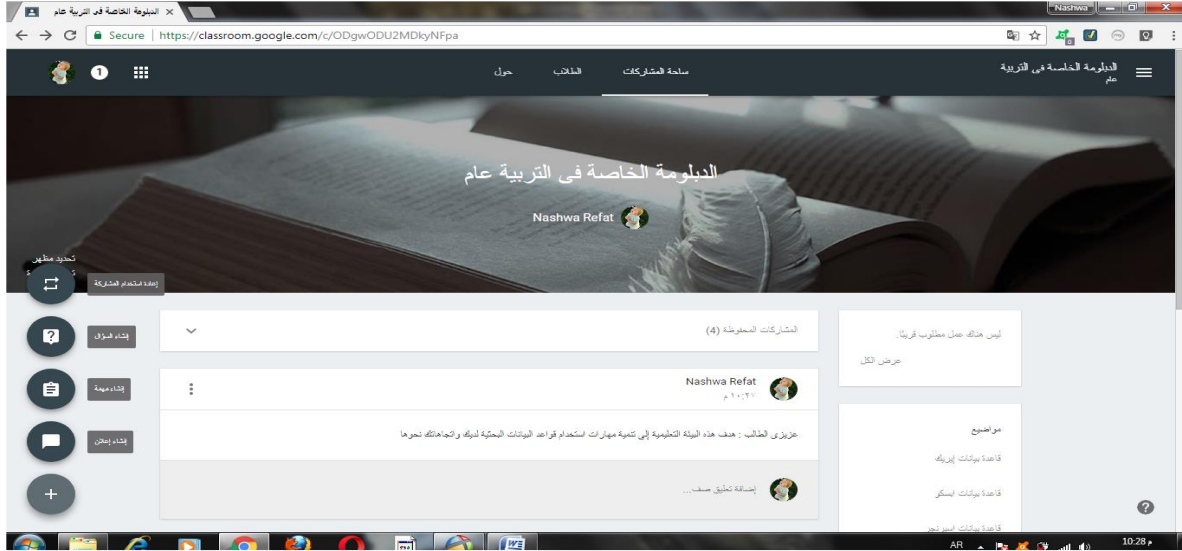 الدبلومة الخاصة فى التربية عام
Nashwa
Secure | https://classroom.google.com/c/ODgwODU2MDkyNFpa
الدبلومة الخاصة فى التربية
عام
ساحة المشاركات
الطلاب
حول
1
الدبلومة الخاصة فى التربية عام
Nashwa Refat
تحديد مظهر
إعادة استخدام المشاركة
إنشاء السؤال
إنشاء مهمة
إنشاء إعلان
ليس هناك عمل مطلوب قريبًا.
عرض الكل
المشاركات المحفوظة (4)
Nashwa Refat
١٠:٢٧ م
عزيزى الطالب : هدف هذه البيئة التعليمية إلى تنمية مهارات استخدام قواعد البيانات البحثية لديك واتجاهاتك نحوها
إضافة تعليق صف...
مواضيع
قاعدة بيانات إيريك
قاعدة بيانات ابسكو
قاعدة بيانات اسبرنجر
AR
10:28 م